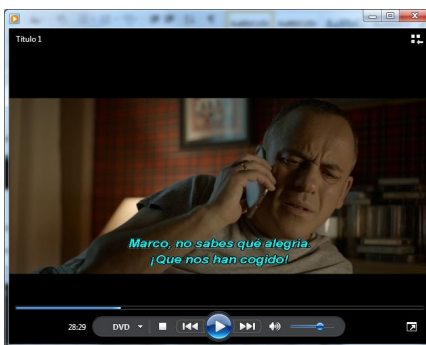 Título 1
Marco, no sabes qué alegría.
¡Que nos han cogido!
28:29
DVD